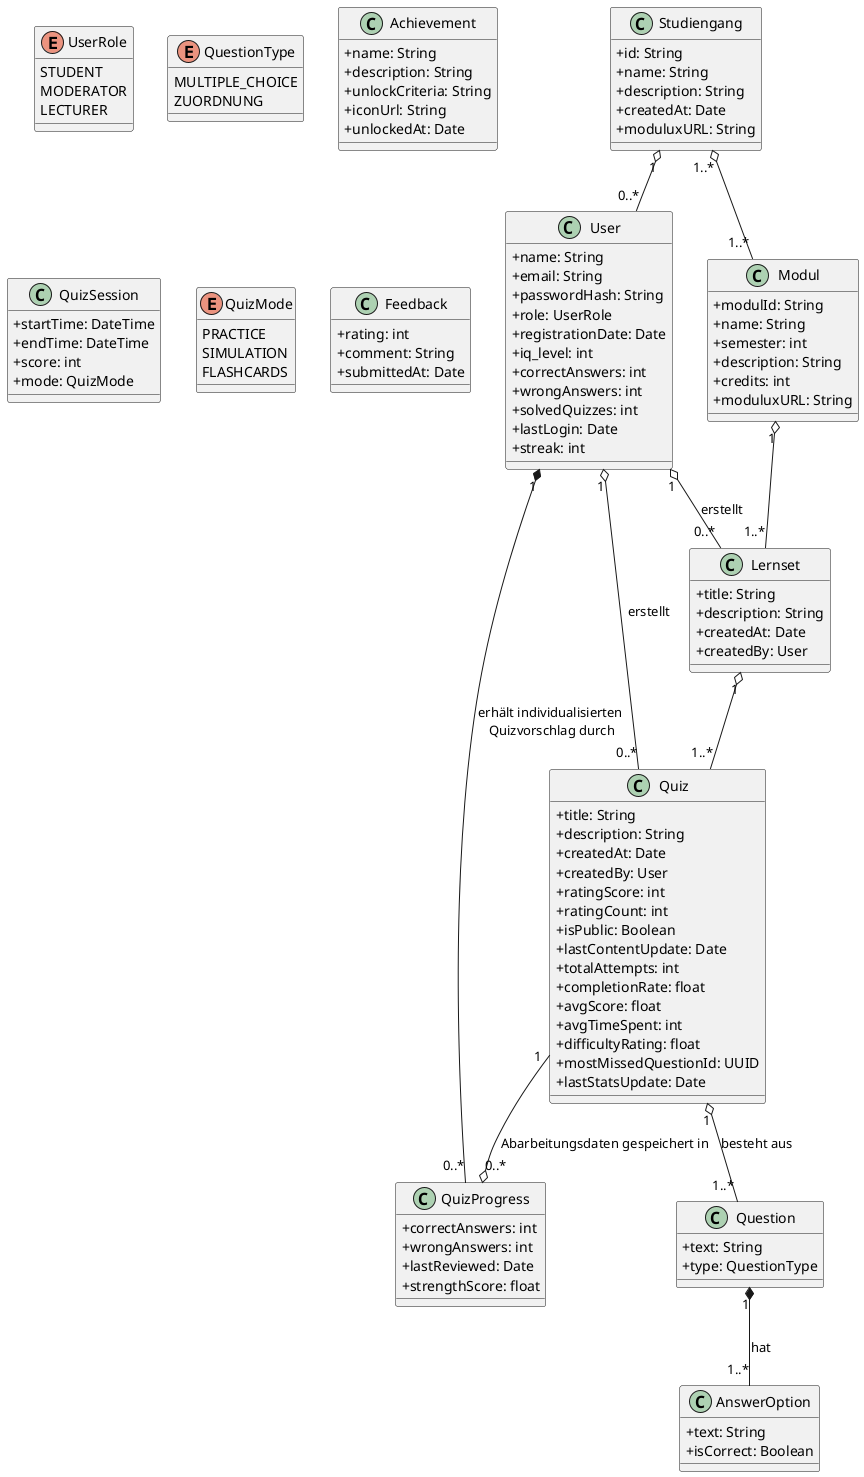 E UserRole
STUDENT
MODERATOR
LECTURER
E QuestionType
MULTIPLE_CHOICE
ZUORDNUNG
C Achievement
+name: String
+description: String
+unlockCriteria: String
+iconUrl: String
+unlockedAt: Date
C Studiengang
+id: String
+name: String
+description: String
+createdAt: Date
+moduluxURL: String
1
1..*
0..*
1..*
C QuizSession
+startTime: DateTime
+endTime: DateTime
+score: int
+mode: QuizMode
E QuizMode
PRACTICE
SIMULATION
FLASHCARDS
C Feedback
+rating: int
+comment: String
+submittedAt: Date
C User
+name: String
+email: String
+passwordHash: String
+role: UserRole
+registrationDate: Date
+iq_level: int
+correctAnswers: int
+wrongAnswers: int
+solvedQuizzes: int
+lastLogin: Date
+streak: int
C Modul
+modulId: String
+name: String
+semester: int
+description: String
+credits: int
+moduluxURL: String
1
1
1
1
erstellt
0..*
1..*
C Lernset
+title: String
+description: String
+createdAt: Date
+createdBy: User
erstellt
1
erhält individualisierten
Quizvorschlag durch
0..*
1..*
C Quiz
+title: String
+description: String
+createdAt: Date
+createdBy: User
+ratingScore: int
+ratingCount: int
+isPublic: Boolean
+lastContentUpdate: Date
+totalAttempts: int
+completionRate: float
+avgScore: float
+avgTimeSpent: int
+difficultyRating: float
+mostMissedQuestionId: UUID
+lastStatsUpdate: Date
1
1
Abarbeitungsdaten gespeichert in
besteht aus
0..*
0..*
1..*
C QuizProgress
+correctAnswers: int
+wrongAnswers: int
+lastReviewed: Date
+strengthScore: float
C Question
+text: String
+type: QuestionType
1
hat
1..*
C AnswerOption
+text: String
+isCorrect: Boolean